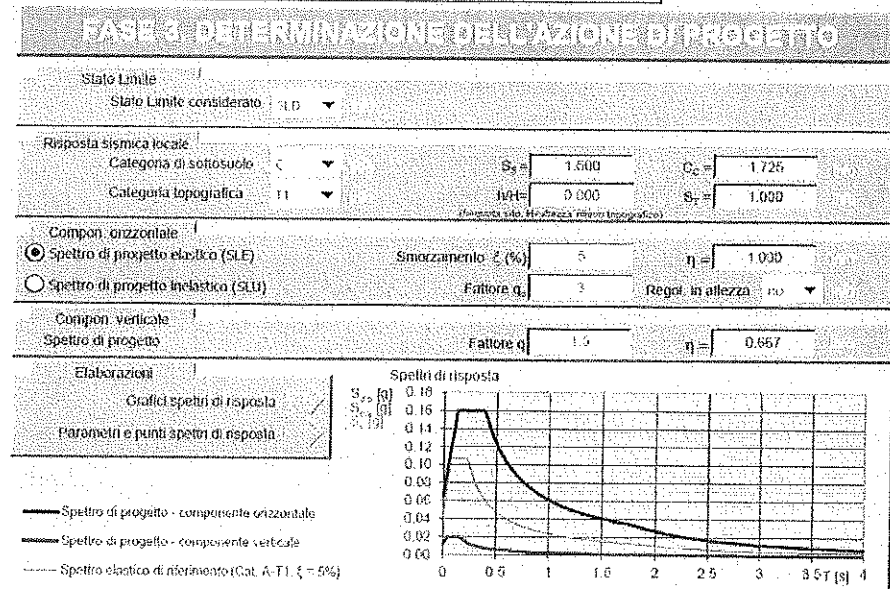 FASE 3. DETERMINAZIONE DELL'AZIONE DI PROGETTO
Stato Limite
Stato Limite considerato SLD
Risposta sismica locale
Categoria di sottosuolo C SS = 1.500 CC = 1.725
Categoria topografica T1 h/H= 0.000 ST = 1.000
Compon. orizzontale
Spettro di progetto elastico (SLE) Smorzamento ξ (%) 5 η = 1.000
Spettro di progetto inelastico (SLU) Fattore q 3 Regol. in altezza no
Compon. verticale
Spettro di progetto Fattore q 1.5 η = 0.667
Elaborazioni
Grafici spettri di risposta
Parametri e punti spettri di risposta
Spettri di risposta
[g]
[g]
[g]
0.18
0.16
0.14
0.12
0.10
0.08
0.06
0.04
0.02
0.00
0 0.5 1 1.5 2 2.5 3 3.5 T [s] 4
Spettro di progetto - componente orizzontale
Spettro di progetto - componente verticale
Spettro elastico di riferimento (Cat. A-T1, ξ = 5%)